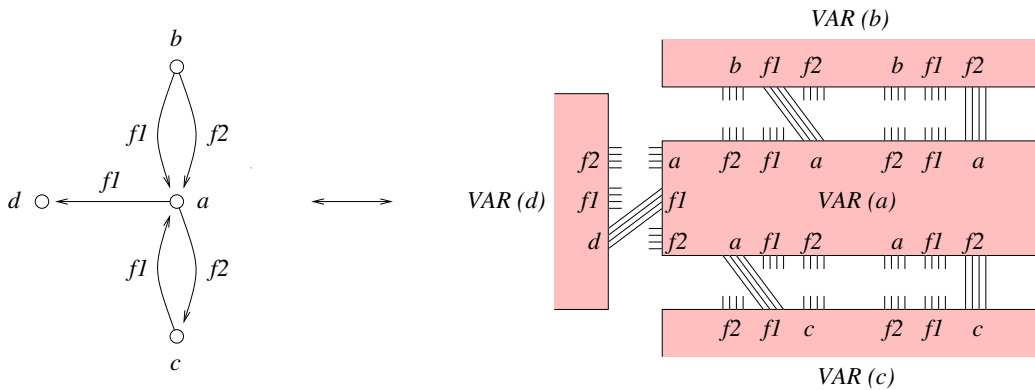 VAR (b)
b
b f1 f2 b f1 f2
f1 f2
f2 a f2 f1 a f2 f1 a
f1
d a VAR (d) f1 f1 VAR (a)
d f2 a f1 f2 a f1 f2
f1 f2
f2 f1 c f2 f1 c
c
VAR (c)